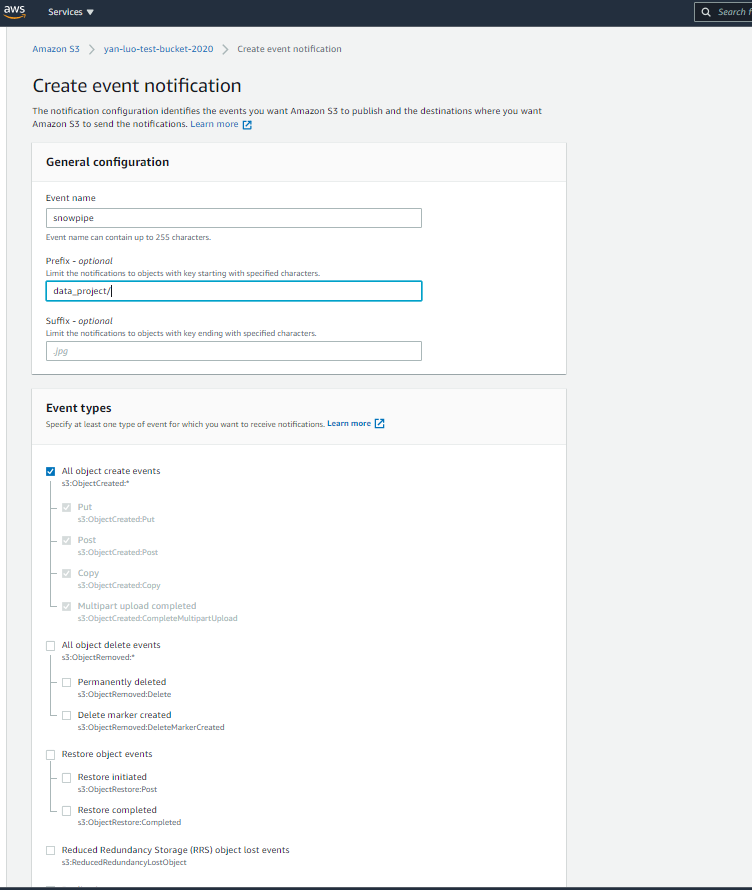 aws Services ▼ Search f
Amazon S3 > yan-luo-test-bucket-2020 > Create event notification
Create event notification
The notification configuration identifies the events you want Amazon S3 to publish and the destinations where you want
Amazon S3 to send the notifications. Learn more
General configuration
Event name
snowpipe
Event name can contain up to 255 characters.
Prefix - optional
Limit the notifications to objects with key starting with specified characters.
data_project/
Suffix - optional
Limit the notifications to objects with key ending with specified characters.
.jpg
Event types
Specify at least one type of event for which you want to receive notifications. Learn more
All object create events
s3:ObjectCreated:*
Put
s3:ObjectCreated:Put
Post
s3:ObjectCreated:Post
Copy
s3:ObjectCreated:Copy
Multipart upload completed
s3:ObjectCreated:CompleteMultipartUpload
All object delete events
s3:ObjectRemoved:*
Permanently deleted
s3:ObjectRemoved:Delete
Delete marker created
s3:ObjectRemoved:DeleteMarkerCreated
Restore object events
Restore initiated
s3:ObjectRestore:Post
Restore completed
s3:ObjectRestore:Completed
Reduced Redundancy Storage (RRS) object lost events
s3:ReducedRedundancyLostObject